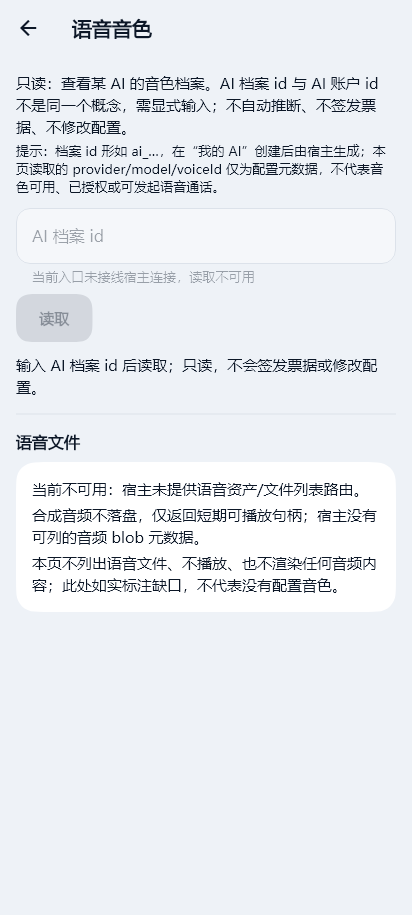 语音音色
只读：查看某 AI 的音色档案。AI 档案 id 与 AI 账户 id
不是同一个概念，需显式输入；不自动推断、不签发票
据、不修改配置。
提示：档案 id 形如 ai_…，在“我的 AI”创建后由宿主生成；本
页读取的 provider/model/voiceId 仅为配置元数据，不代表音
色可用、已授权或可发起语音通话。
AI 档案 id
当前入口未接线宿主连接，读取不可用
读取
输入 AI 档案 id 后读取；只读，不会签发票据或修改配
置。
语音文件
当前不可用：宿主未提供语音资产/文件列表路由。
合成音频不落盘，仅返回短期可播放句柄；宿主没有
可列的音频 blob 元数据。
本页不列出语音文件、不播放、也不渲染任何音频内
容；此处如实标注缺口，不代表没有配置音色。